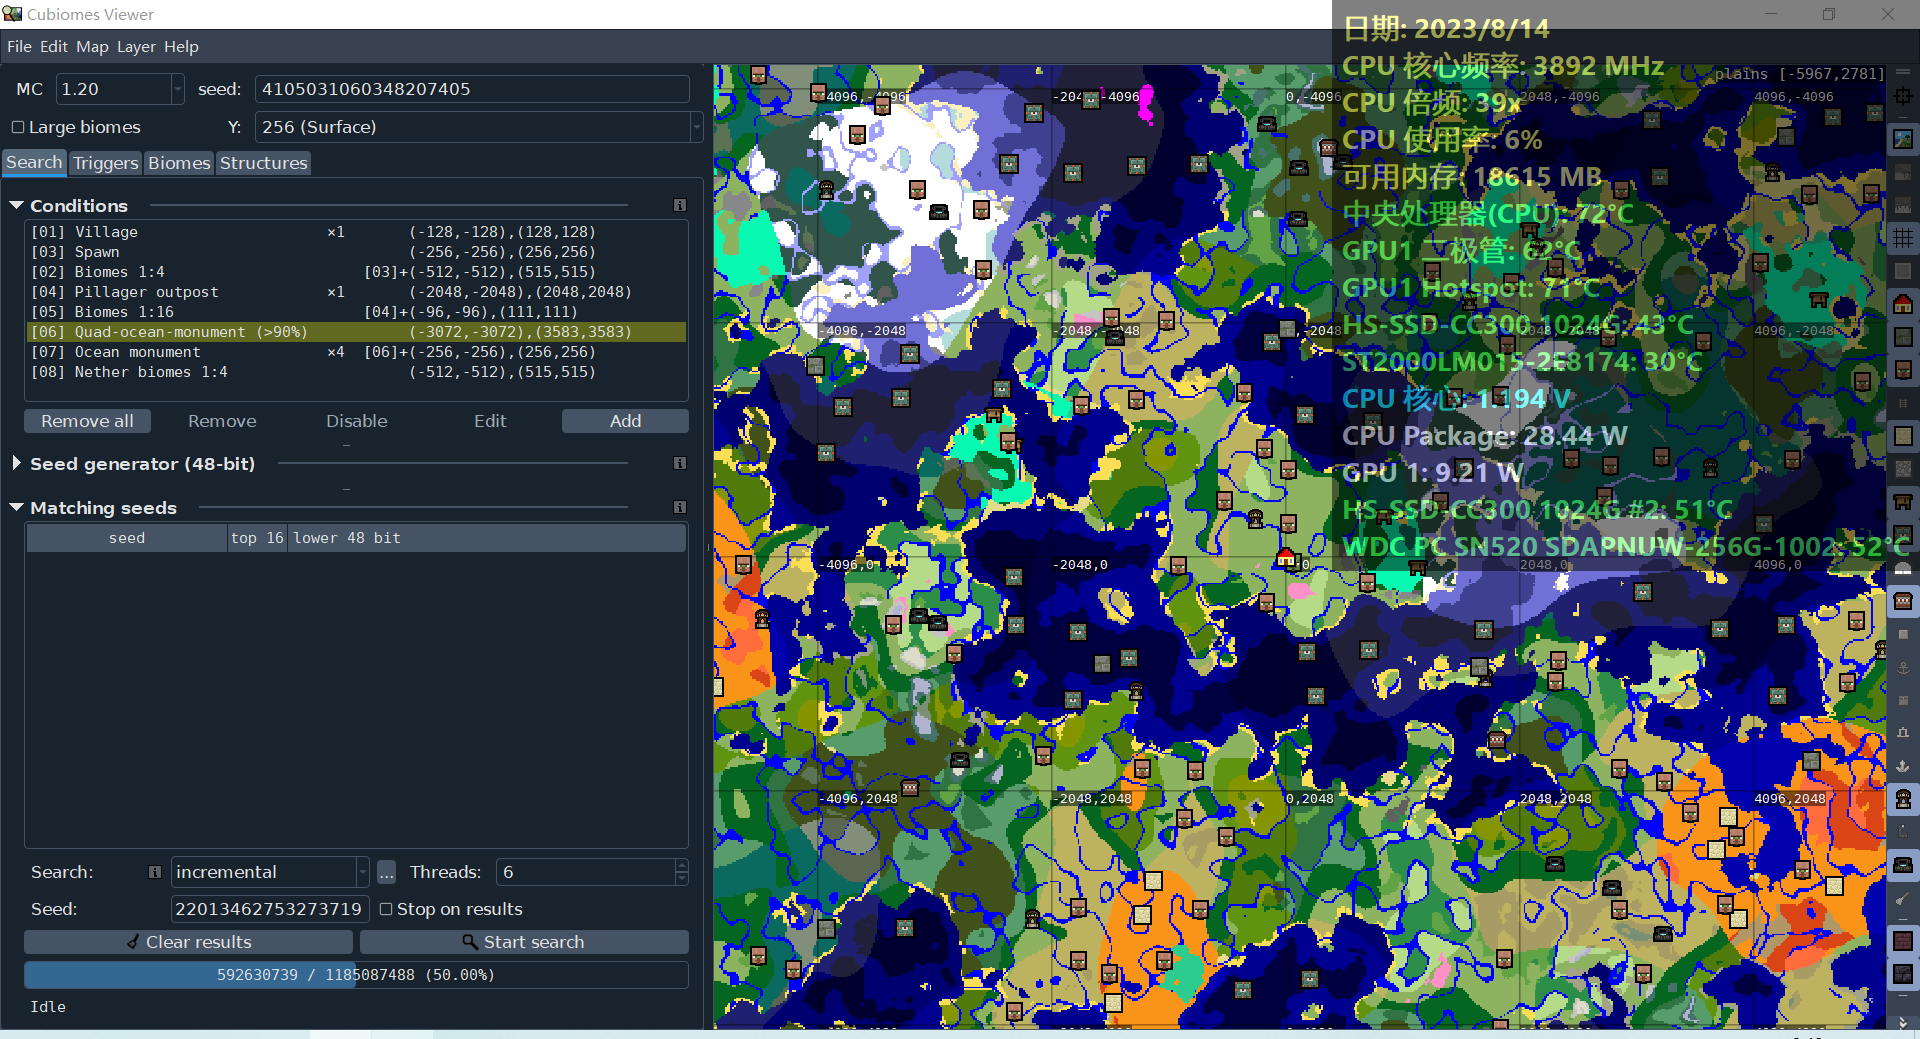 Cubiomes Viewer
File Edit Map Layer Help
MC 1.20 seed: 4105031060348207405
Large biomes Y: 256 (Surface)
Search Triggers Biomes Structures
Conditions
[01] Village ×1 (-128,-128),(128,128)
[03] Spawn (-256,-256),(256,256)
[02] Biomes 1:4 [03]+(-512,-512),(515,515)
[04] Pillager outpost ×1 (-2048,-2048),(2048,2048)
[05] Biomes 1:16 [04]+(-96,-96),(111,111)
[06] Quad-ocean-monument (>90%) (-3072,-3072),(3583,3583)
[07] Ocean monument ×4 [06]+(-256,-256),(256,256)
[08] Nether biomes 1:4 (-512,-512),(515,515)
Remove all Remove Disable Edit Add
Seed generator (48-bit)
Matching seeds
seed top 16 lower 48 bit
Search: incremental ... Threads: 6
Seed: 22013462753273719 Stop on results
Clear results Start search
592630739 / 1185087488 (50.00%)
Idle
日期: 2023/8/14
CPU 核心频率: 3892 MHz
plains [-5967,2781]
CPU 倍频: 39x
CPU 使用率: 6%
可用内存: 18615 MB
中央处理器(CPU): 72°C
GPU1 二极管: 62°C
GPU1 Hotspot: 71°C
HS-SSD-CC300 1024G: 43°C
ST2000LM015-2E8174: 30°C
CPU 核心: 1.194 V
CPU Package: 28.44 W
GPU 1: 9.21 W
HS-SSD-CC300 1024G #2: 51°C
WDC PC SN520 SDAPNUW-256G-1002: 52°C
-4096,-4096 -2048,-4096 0,-4096 2048,-4096 4096,-4096
-4096,-2048 -2048,-2048 0,-2048 2048,-2048 4096,-2048
-4096,0 -2048,0 0,0 2048,0 4096,0
-4096,2048 -2048,2048 0,2048 2048,2048 4096,2048